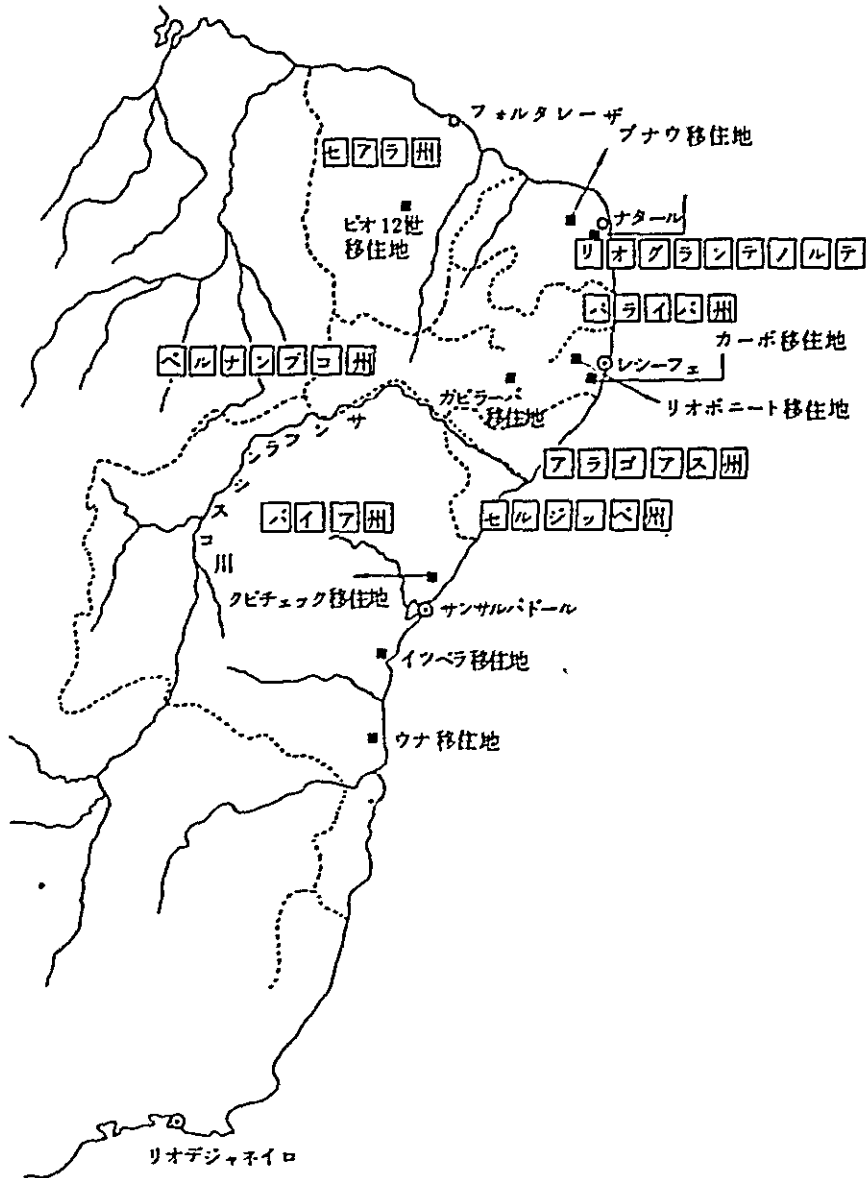 フォルタレーザ
プナウ移住地
セアラ州
ピオ12世
移住地
ナタール
リオグランテノルテ
パライバ州
カーボ移住地
ペルナンブコ州
レシーフェ
ガビラーバ
移住地
リオボニート移住地
サンフランシスコ川
アラゴアス州
バイア州
セルジッペ州
クビチェック移住地
サンサルバドール
イツベラ移住地
ウナ移住地
リオデジャネイロ